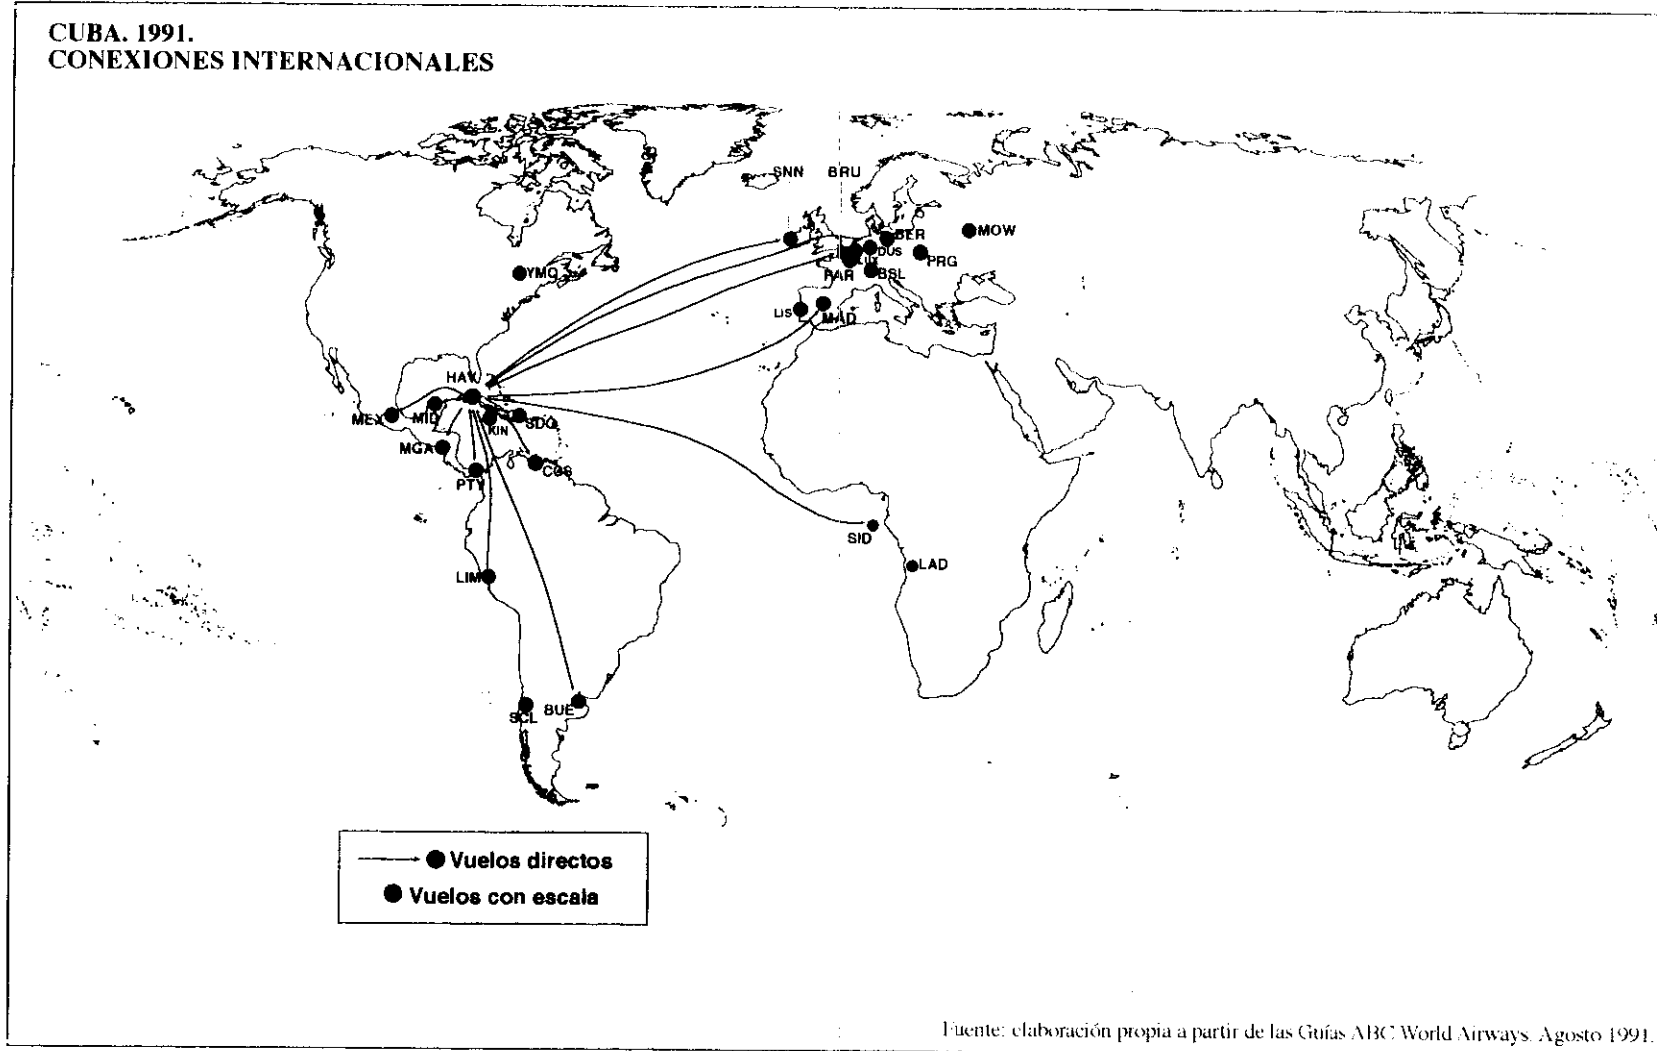 CUBA. 1991.
CONEXIONES INTERNACIONALES
SNN
BRU
BER
MOW
DUS
YMQ
LUX
PRG
PAR
BSL
LIS
MAD
HAV
MEX
MID
KIN
SDQ
MGA
CCS
PTY
SID
LAD
LIM
SCL
BUE
Vuelos directos
Vuelos con escala
Fuente: elaboración propia a partir de las Guías ABC World Airways. Agosto 1991.